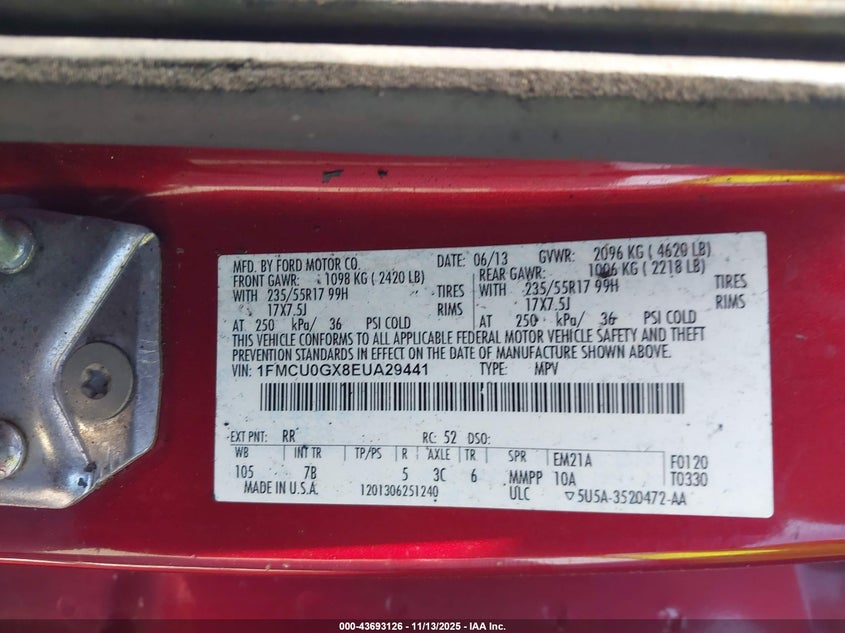 MFD. BY FORD MOTOR CO. DATE: 06/13 GVWR: 2096 KG ( 4620 LB)
FRONT GAWR: 1098 KG ( 2420 LB) REAR GAWR: 1006 KG ( 2218 LB)
WITH 235/55R17 99H TIRES WITH 235/55R17 99H TIRES
17X7.5J RIMS 17X7.5J RIMS
AT 250 kPa/ 36 PSI COLD AT 250 kPa/ 36 PSI COLD
THIS VEHICLE CONFORMS TO ALL APPLICABLE FEDERAL MOTOR VEHICLE SAFETY AND THEFT
PREVENTION STANDARDS IN EFFECT ON THE DATE OF MANUFACTURE SHOWN ABOVE.
VIN: 1FMCU0GX8EUA29441 TYPE: MPV
EXT PNT: RR RC: 52 DSO:
WB INT TR TP/PS R AXLE TR SPR EM21A F0120
105 7B 5 3C 6 MMPP 10A T0330
MADE IN U.S.A. 1201306251240 ULC ▽5U5A-3520472-AA
000-43693126 - 11/13/2025 - IAA Inc.